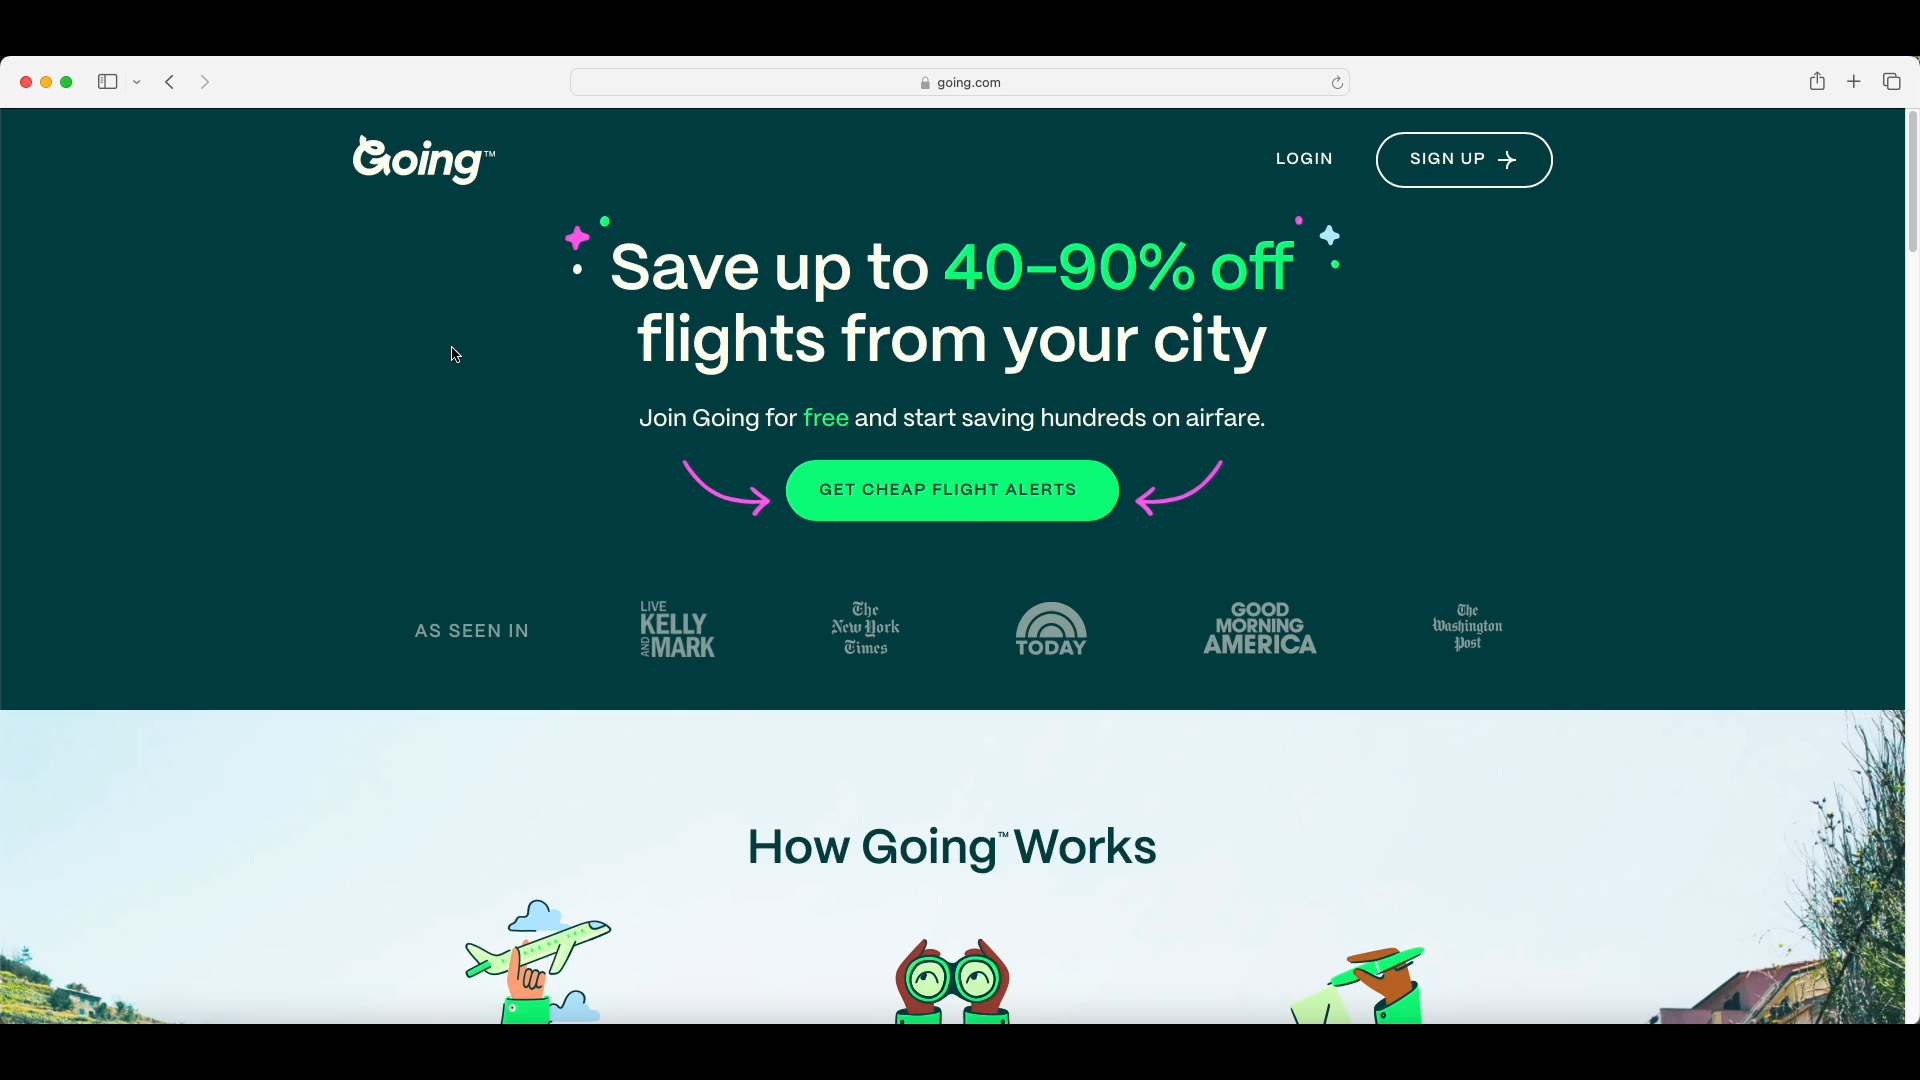 going.com
Going™
LOGIN
SIGN UP
Save up to 40–90% off
flights from your city
Join Going for free and start saving hundreds on airfare.
GET CHEAP FLIGHT ALERTS
AS SEEN IN
LIVE
KELLY
AND MARK
The
New York
Times
TODAY
GOOD
MORNING
AMERICA
The
Washington
Post
How Going™ Works